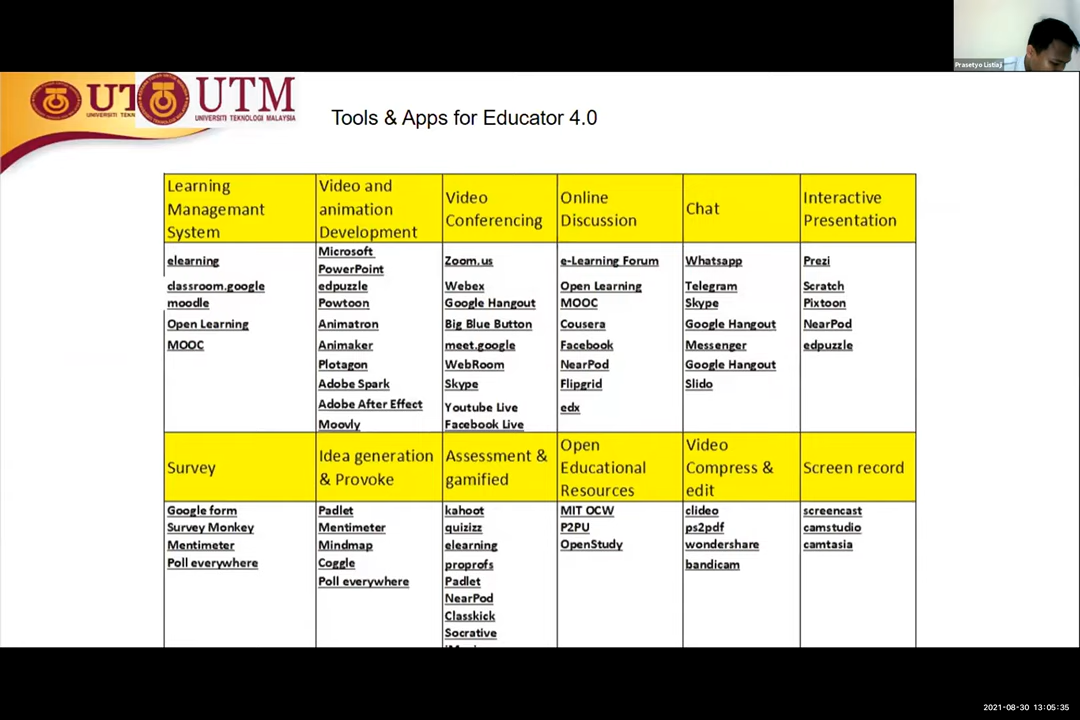 Prasetyo Listiaji
UT UTM
UNIVERSITI TEKN UNIVERSITI TEKNOLOGI MALAYSIA
Tools & Apps for Educator 4.0
Learning
Managemant
System
Video and
animation
Development
Video
Conferencing
Online
Discussion
Chat
Interactive
Presentation
elearning
classroom.google
moodle
Open Learning
MOOC
Microsoft
PowerPoint
edpuzzle
Powtoon
Animatron
Animaker
Plotagon
Adobe Spark
Adobe After Effect
Moovly
Zoom.us
Webex
Google Hangout
Big Blue Button
meet.google
WebRoom
Skype
Youtube Live
Facebook Live
e-Learning Forum
Open Learning
MOOC
Cousera
Facebook
NearPod
Flipgrid
edx
Whatsapp
Telegram
Skype
Google Hangout
Messenger
Google Hangout
Slido
Prezi
Scratch
Pixtoon
NearPod
edpuzzle
Survey
Idea generation
& Provoke
Assessment &
gamified
Open
Educational
Resources
Video
Compress &
edit
Screen record
Google form
Survey Monkey
Mentimeter
Poll everywhere
Padlet
Mentimeter
Mindmap
Coggle
Poll everywhere
kahoot
quizizz
elearning
proprofs
Padlet
NearPod
Classkick
Socrative
MIT OCW
P2PU
OpenStudy
clideo
ps2pdf
wondershare
bandicam
screencast
camstudio
camtasia
2021-08-30 13:05:35